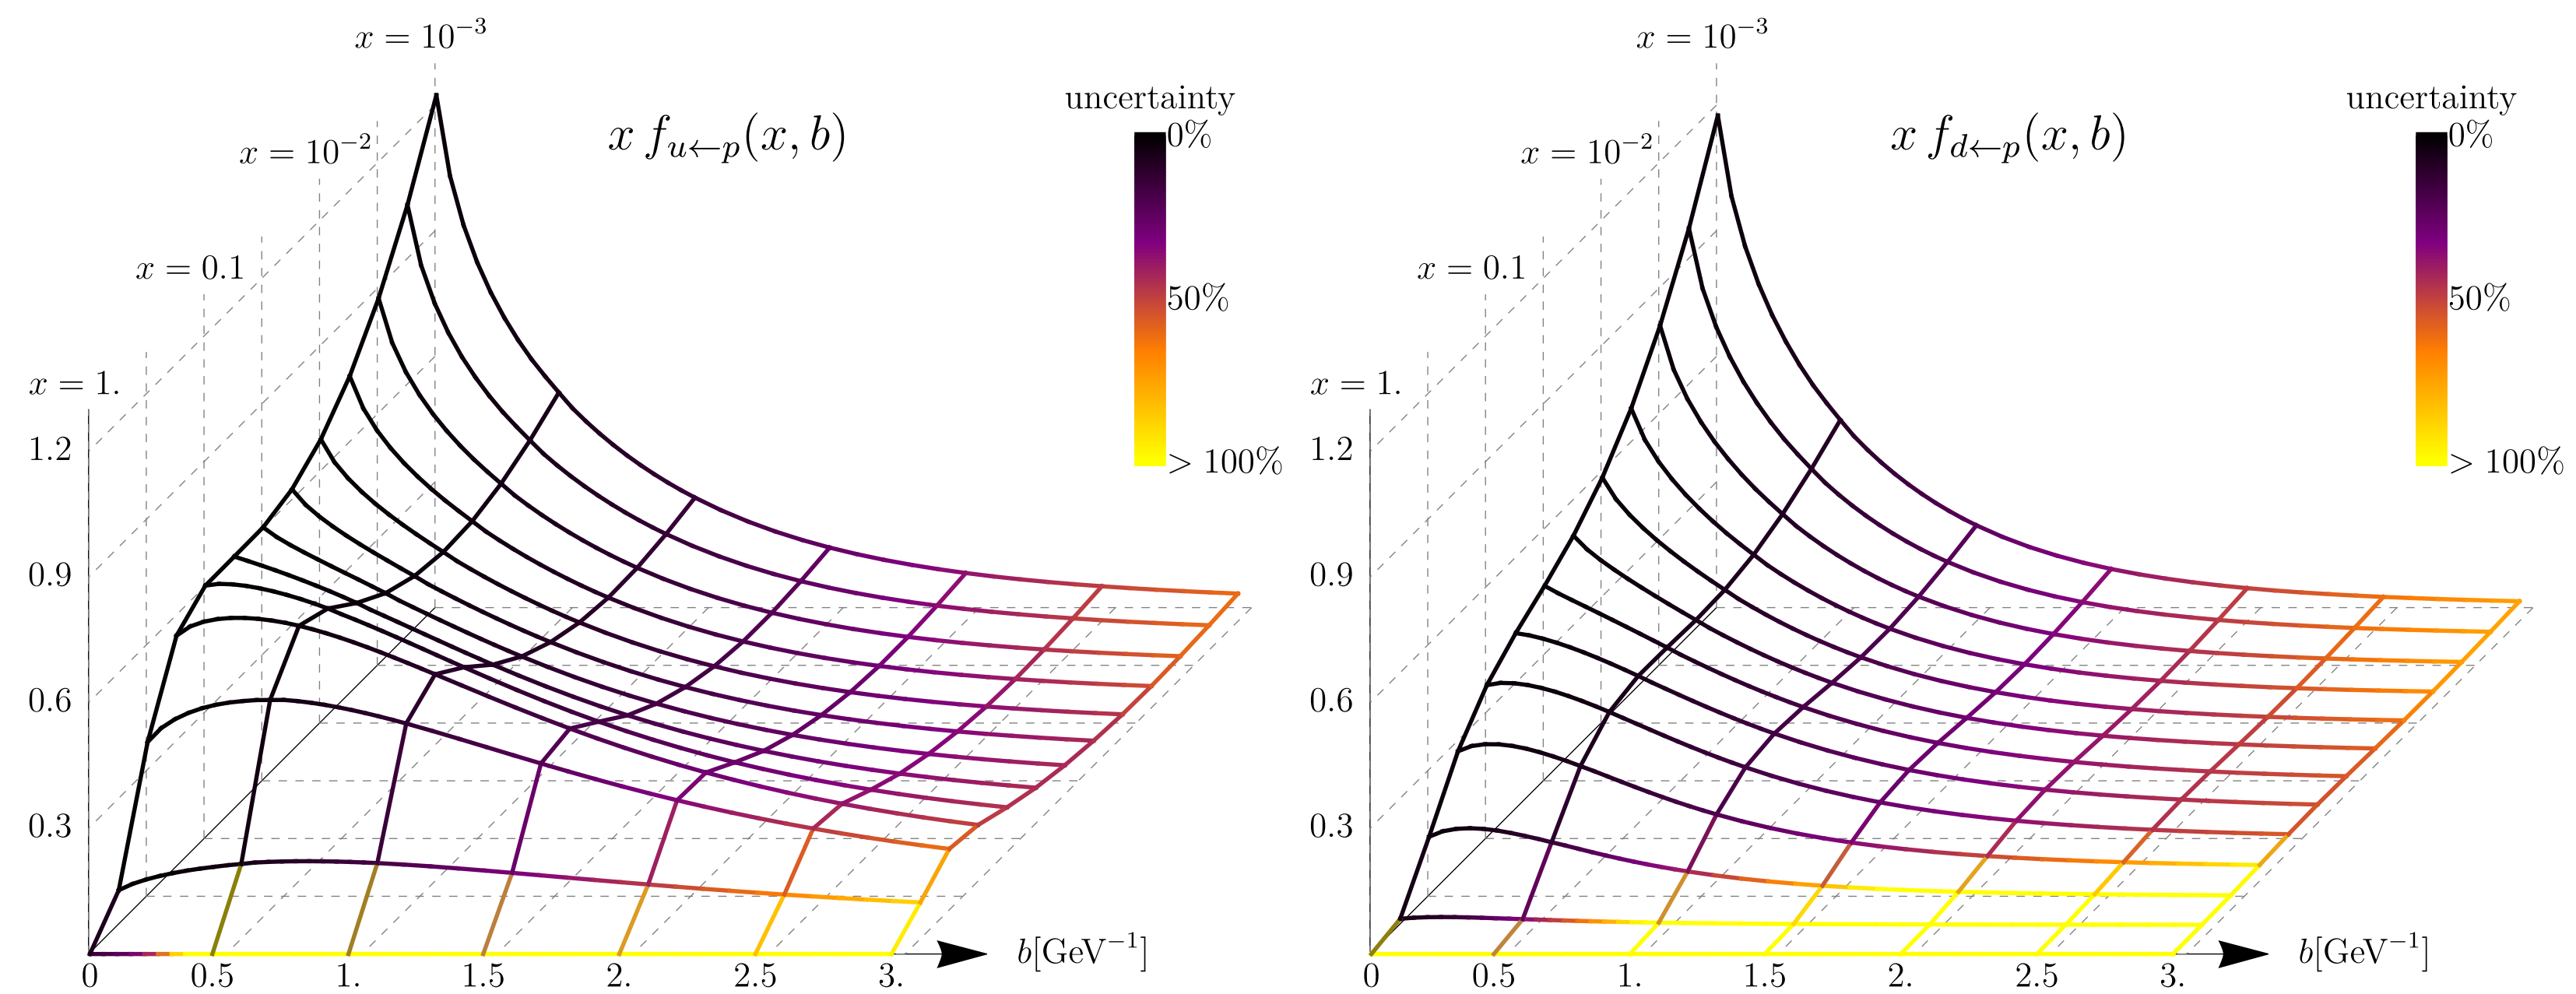 x = 10⁻³
x = 10⁻²
x = 0.1
x = 1.
x f_{u←p}(x, b)
uncertainty
0%
50%
> 100%
1.2
0.9
0.6
0.3
0
0.5
1.
1.5
2.
2.5
3.
b[GeV⁻¹]
x = 10⁻³
x = 10⁻²
x = 0.1
x = 1.
x f_{d←p}(x, b)
uncertainty
0%
50%
> 100%
1.2
0.9
0.6
0.3
0
0.5
1.
1.5
2.
2.5
3.
b[GeV⁻¹]